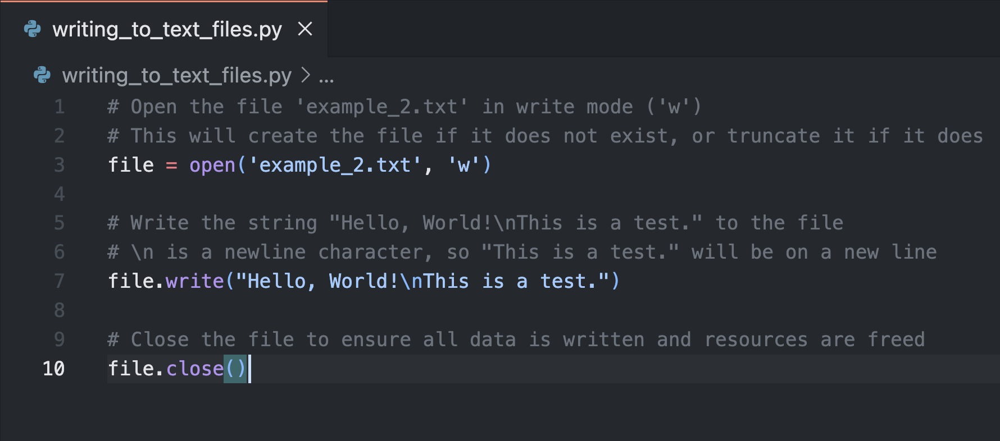 writing_to_text_files.py
writing_to_text_files.py > ...
1 # Open the file 'example_2.txt' in write mode ('w')
2 # This will create the file if it does not exist, or truncate it if it does
3 file = open('example_2.txt', 'w')
4
5 # Write the string "Hello, World!\nThis is a test." to the file
6 # \n is a newline character, so "This is a test." will be on a new line
7 file.write("Hello, World!\nThis is a test.")
8
9 # Close the file to ensure all data is written and resources are freed
10 file.close()